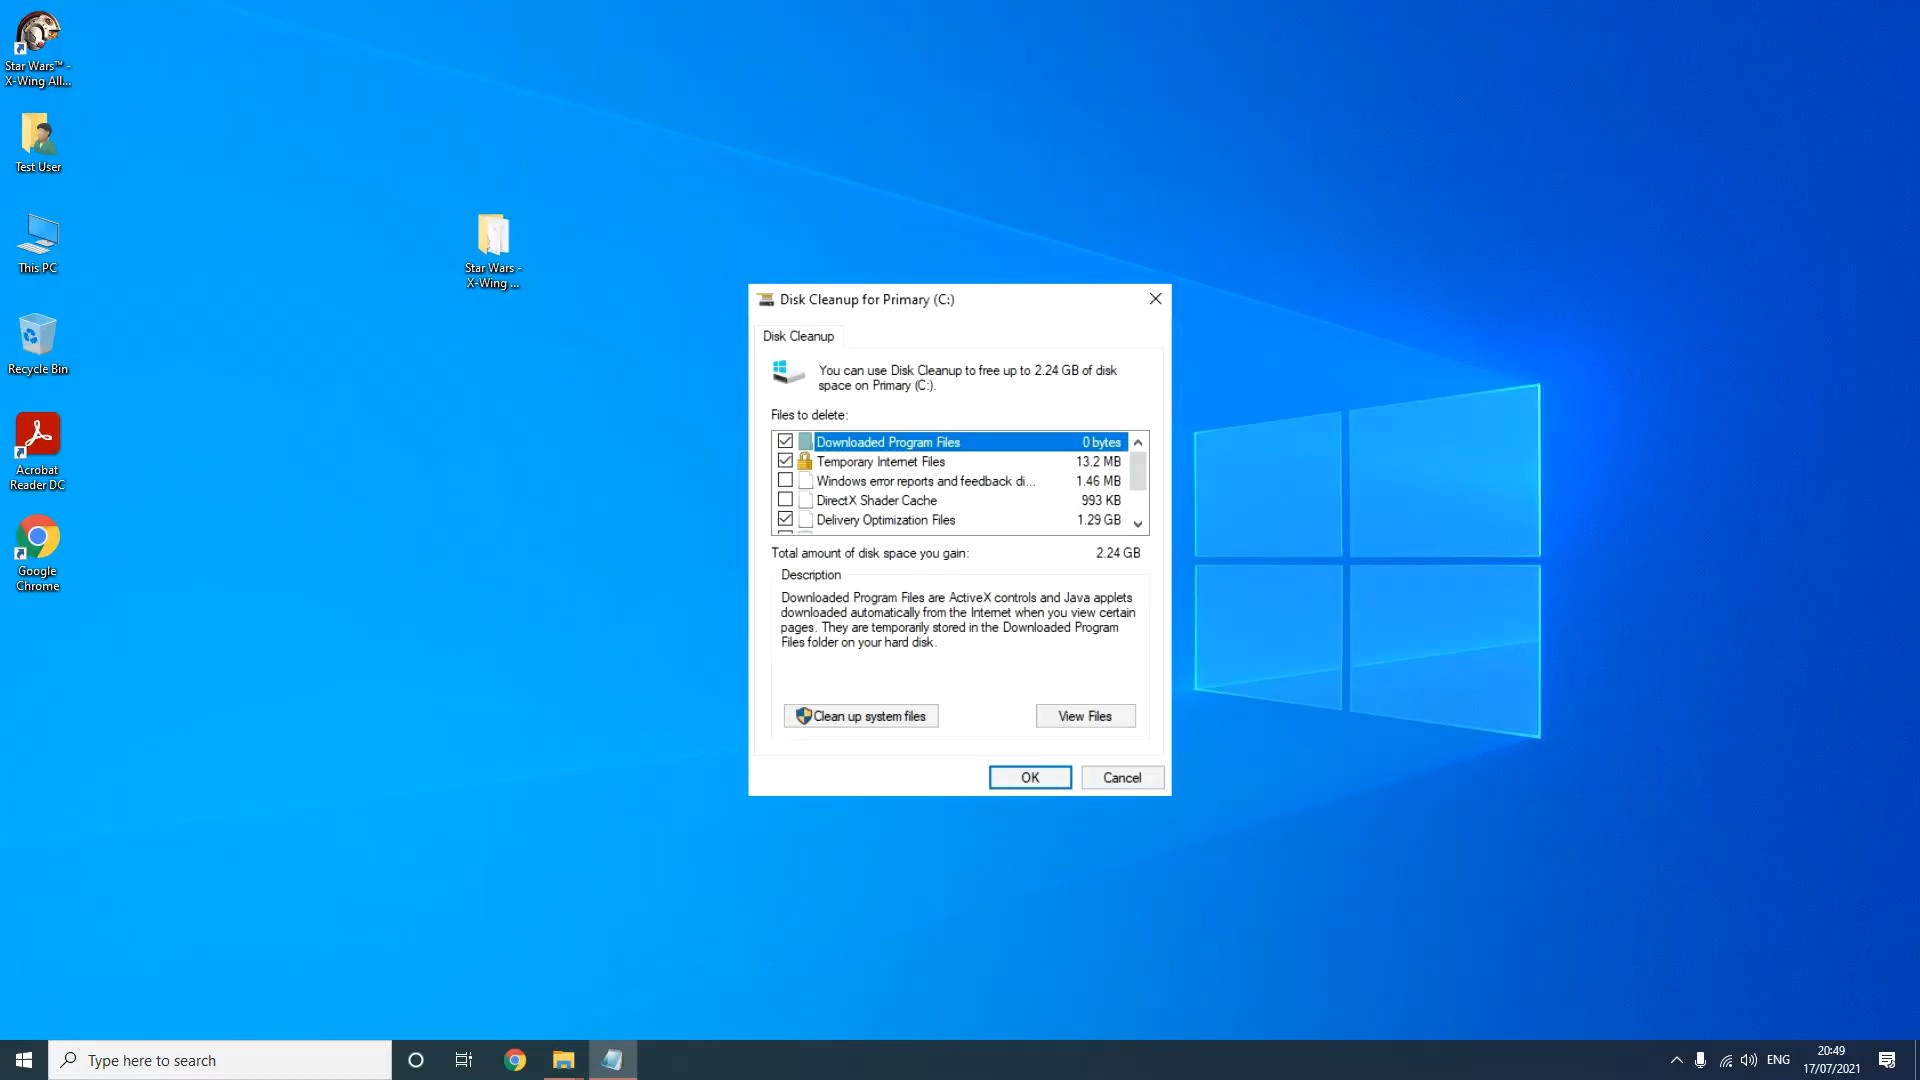 Star Wars™ -
X-Wing All...
Test User
This PC
Recycle Bin
Acrobat
Reader DC
Google
Chrome
Star Wars -
X-Wing ...
Disk Cleanup for Primary (C:)
Disk Cleanup
You can use Disk Cleanup to free up to 2.24 GB of disk
space on Primary (C:).
Files to delete:
Downloaded Program Files 0 bytes
Temporary Internet Files 13.2 MB
Windows error reports and feedback di... 1.46 MB
DirectX Shader Cache 993 KB
Delivery Optimization Files 1.29 GB
Total amount of disk space you gain: 2.24 GB
Description
Downloaded Program Files are ActiveX controls and Java applets
downloaded automatically from the Internet when you view certain
pages. They are temporarily stored in the Downloaded Program
Files folder on your hard disk.
Clean up system files View Files
OK Cancel
Type here to search
ENG
20:49
17/07/2021